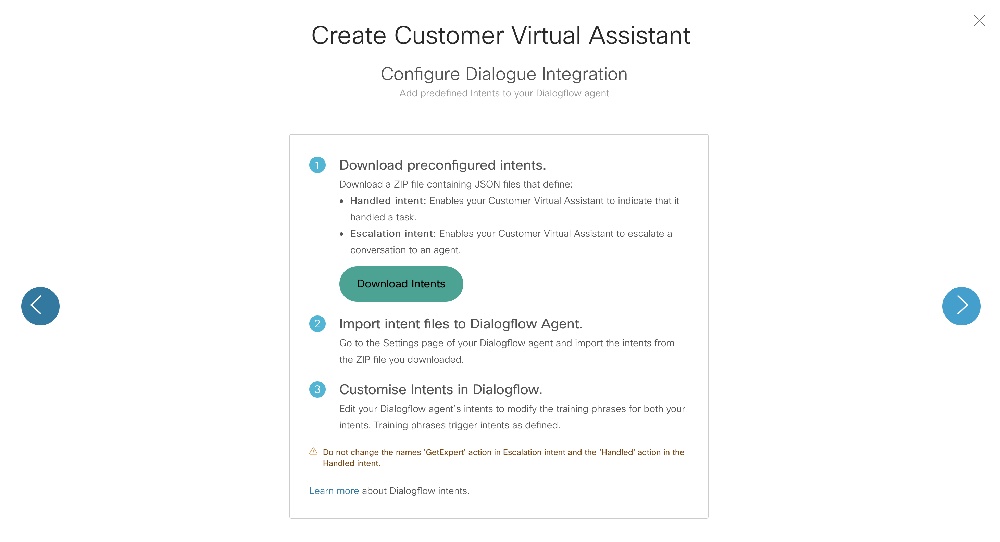 Create Customer Virtual Assistant
Configure Dialogue Integration
Add predefined Intents to your Dialogflow agent
1 Download preconfigured intents.
Download a ZIP file containing JSON files that define:
• Handled intent: Enables your Customer Virtual Assistant to indicate that it
handled a task.
• Escalation intent: Enables your Customer Virtual Assistant to escalate a
conversation to an agent.
Download Intents
2 Import intent files to Dialogflow Agent.
Go to the Settings page of your Dialogflow agent and import the intents from
the ZIP file you downloaded.
3 Customise Intents in Dialogflow.
Edit your Dialogflow agent’s intents to modify the training phrases for both your
intents. Training phrases trigger intents as defined.
Do not change the names 'GetExpert' action in Escalation intent and the 'Handled' action in the
Handled intent.
Learn more about Dialogflow intents.